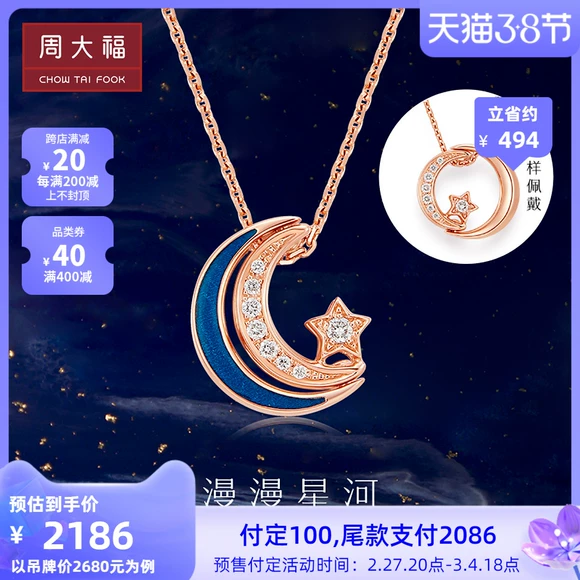 周大福
CHOW TAI FOOK
天猫38节
跨店满减
¥20
每满200减
上不封顶
品类券
¥40
满400减
立省约
¥ 494
样佩戴
漫漫星河
预估到手价
¥ 2186
以吊牌价2680元为例
付定100,尾款支付2086
预售付定活动时间：2.27.20点-3.4.18点